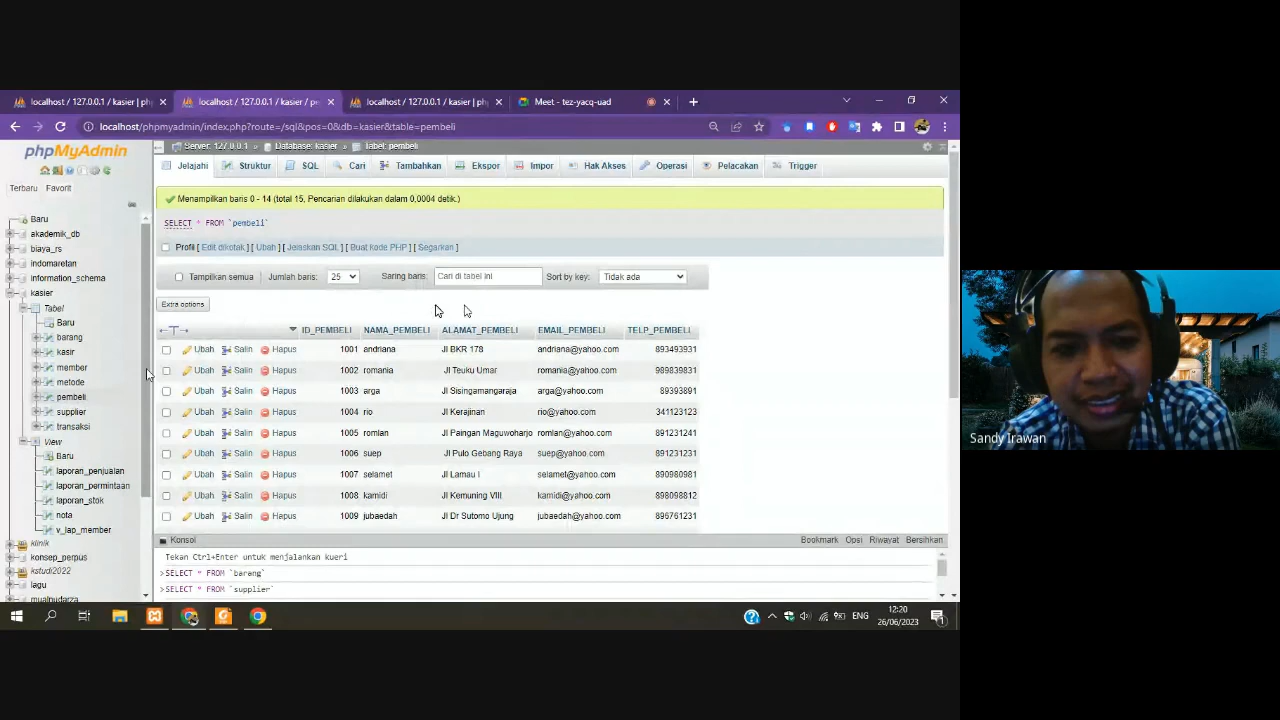 localhost / 127.0.0.1 / kasier | ph
localhost / 127.0.0.1 / kasier / pe
localhost / 127.0.0.1 / kasier | ph
Meet - tez-yacq-uad
localhost/phpmyadmin/index.php?route=/sql&pos=0&db=kasier&table=pembeli
phpMyAdmin
Terbaru Favorit
Baru
akademik_db
biaya_rs
indomaretan
information_schema
kasier
Tabel
Baru
barang
kasir
member
metode
pembeli
supplier
transaksi
View
Baru
laporan_penjualan
laporan_permintaan
laporan_stok
nota
v_lap_member
klinik
konsep_perpus
kstudi2022
lagu
Server: 127.0.0.1 » Database: kasier » Tabel: pembeli
Jelajahi Struktur SQL Cari Tambahkan Ekspor Impor Hak Akses Operasi Pelacakan Trigger
Menampilkan baris 0 - 14 (total 15, Pencarian dilakukan dalam 0,0004 detik.)
SELECT * FROM `pembeli`
Profil [ Edit dikotak ] [ Ubah ] [ Jelaskan SQL ] [ Buat kode PHP ] [ Segarkan ]
Tampilkan semua | Jumlah baris: 25 Saring baris: Cari di tabel ini Sort by key: Tidak ada
Extra options
←T→ ID_PEMBELI NAMA_PEMBELI ALAMAT_PEMBELI EMAIL_PEMBELI TELP_PEMBELI
Ubah Salin Hapus 1001 andriana Jl BKR 178 andriana@yahoo.com 893493931
Ubah Salin Hapus 1002 romania Jl Teuku Umar romania@yahoo.com 989839831
Ubah Salin Hapus 1003 arga Jl Sisingamangaraja arga@yahoo.com 89393891
Ubah Salin Hapus 1004 rio Jl Kerajinan rio@yahoo.com 341123123
Ubah Salin Hapus 1005 romlan Jl Paingan Maguwoharjo romlan@yahoo.com 891231241
Ubah Salin Hapus 1006 suep Jl Pulo Gebang Raya suep@yahoo.com 891231231
Ubah Salin Hapus 1007 selamet Jl Lamau I selamet@yahoo.com 890980981
Ubah Salin Hapus 1008 kamidi Jl Kemuning VIII kamidi@yahoo.com 898098812
Ubah Salin Hapus 1009 jubaedah Jl Dr Sutomo Ujung jubaedah@yahoo.com 896761231
Konsol Bookmark Opsi Riwayat Bersihkan
Tekan Ctrl+Enter untuk menjalankan kueri
>SELECT * FROM `barang`
>SELECT * FROM `supplier`
ENG
12:20
26/06/2023
Sandy Irawan